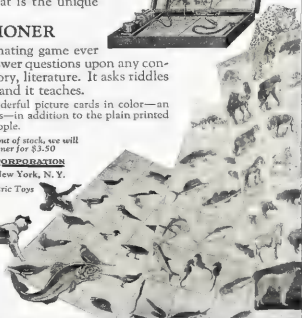 at is the unique
IONER
nating game ever
wer questions upon any con-
ory, literature. It asks riddles
and it teaches.
derful picture cards in color—an
s—in addition to the plain printed
ople.
out of stock, we will
ner for $3.50
ORPORATION
New York, N. Y.
ric Toys